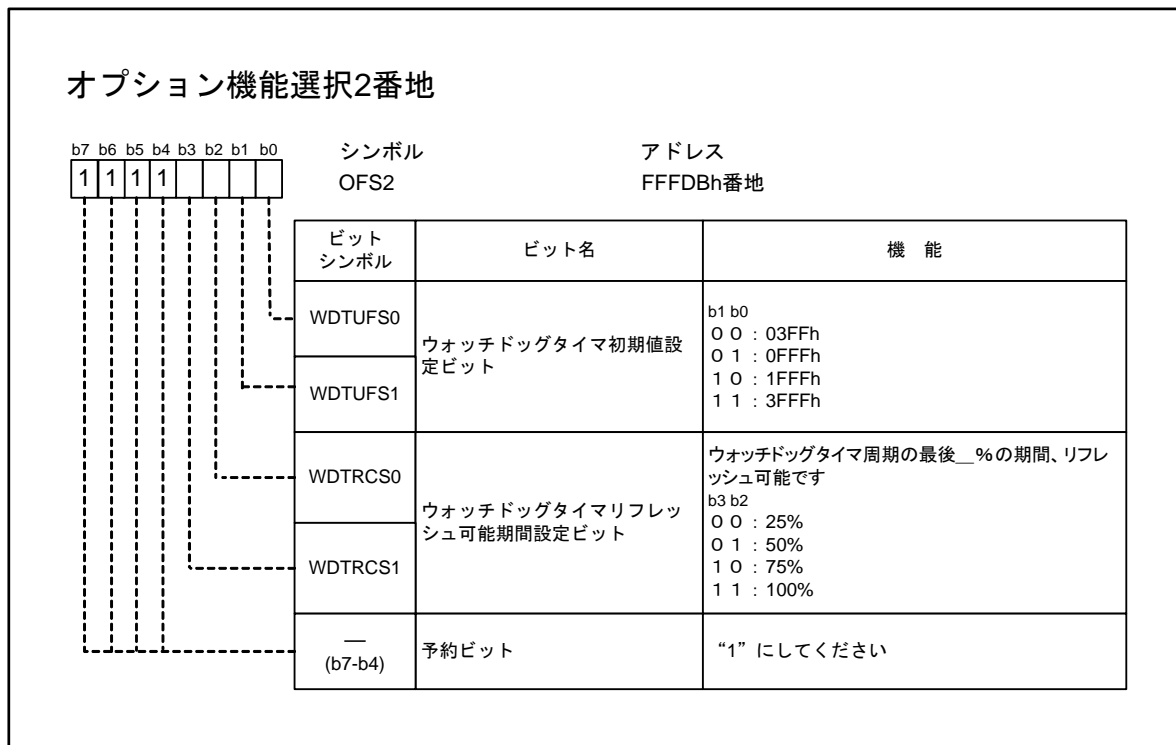 オプション機能選択2番地
b7 b6 b5 b4 b3 b2 b1 b0
1 1 1 1
シンボル
OFS2
アドレス
FFFDBh番地
ビット
シンボル
ビット名
機 能
WDTUFS0
WDTUFS1
ウォッチドッグタイマ初期値設
定ビット
b1 b0
0 0 : 03FFh
0 1 : 0FFFh
1 0 : 1FFFh
1 1 : 3FFFh
WDTRCS0
WDTRCS1
ウォッチドッグタイマリフレッ
シュ可能期間設定ビット
ウォッチドッグタイマ周期の最後__%の期間、リフレ
ッシュ可能です
b3 b2
0 0 : 25%
0 1 : 50%
1 0 : 75%
1 1 : 100%
—
(b7-b4)
予約ビット
“1”にしてください